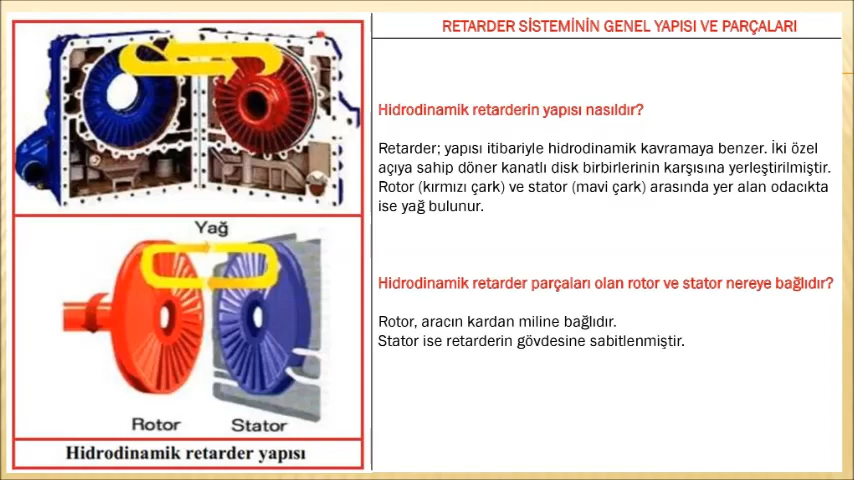 RETARDER SİSTEMİNİN GENEL YAPISI VE PARÇALARI
Hidrodinamik retarderin yapısı nasıldır?
Retarder; yapısı itibariyle hidrodinamik kavramaya benzer. İki özel
açıya sahip döner kanatlı disk birbirlerinin karşısına yerleştirilmiştir.
Rotor (kırmızı çark) ve stator (mavi çark) arasında yer alan odacıkta
ise yağ bulunur.
Hidrodinamik retarder parçaları olan rotor ve stator nereye bağlıdır?
Rotor, aracın kardan miline bağlıdır.
Stator ise retarderin gövdesine sabitlenmiştir.
Yağ
Rotor Stator
Hidrodinamik retarder yapısı